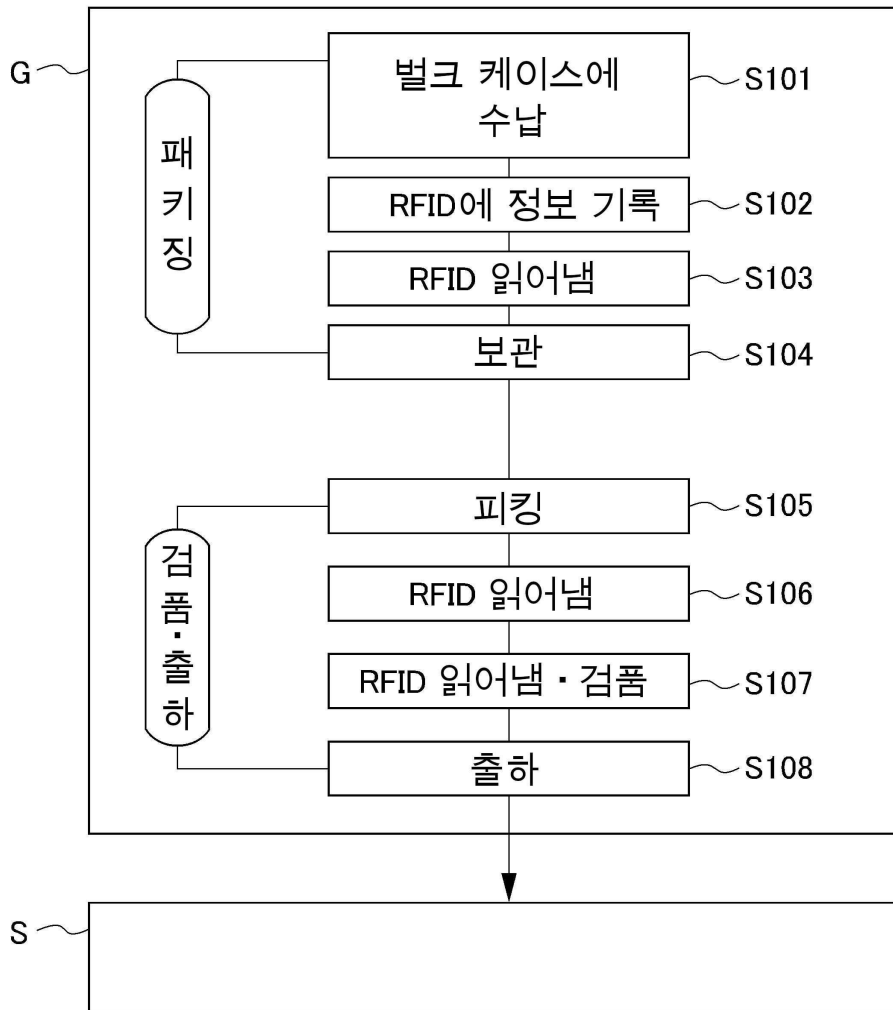 G
벌크 케이스에
수납
S101
패키징
RFID에 정보 기록
S102
RFID 읽어냄
S103
보관
S104
피킹
S105
검품·출하
RFID 읽어냄
S106
RFID 읽어냄·검품
S107
출하
S108
S